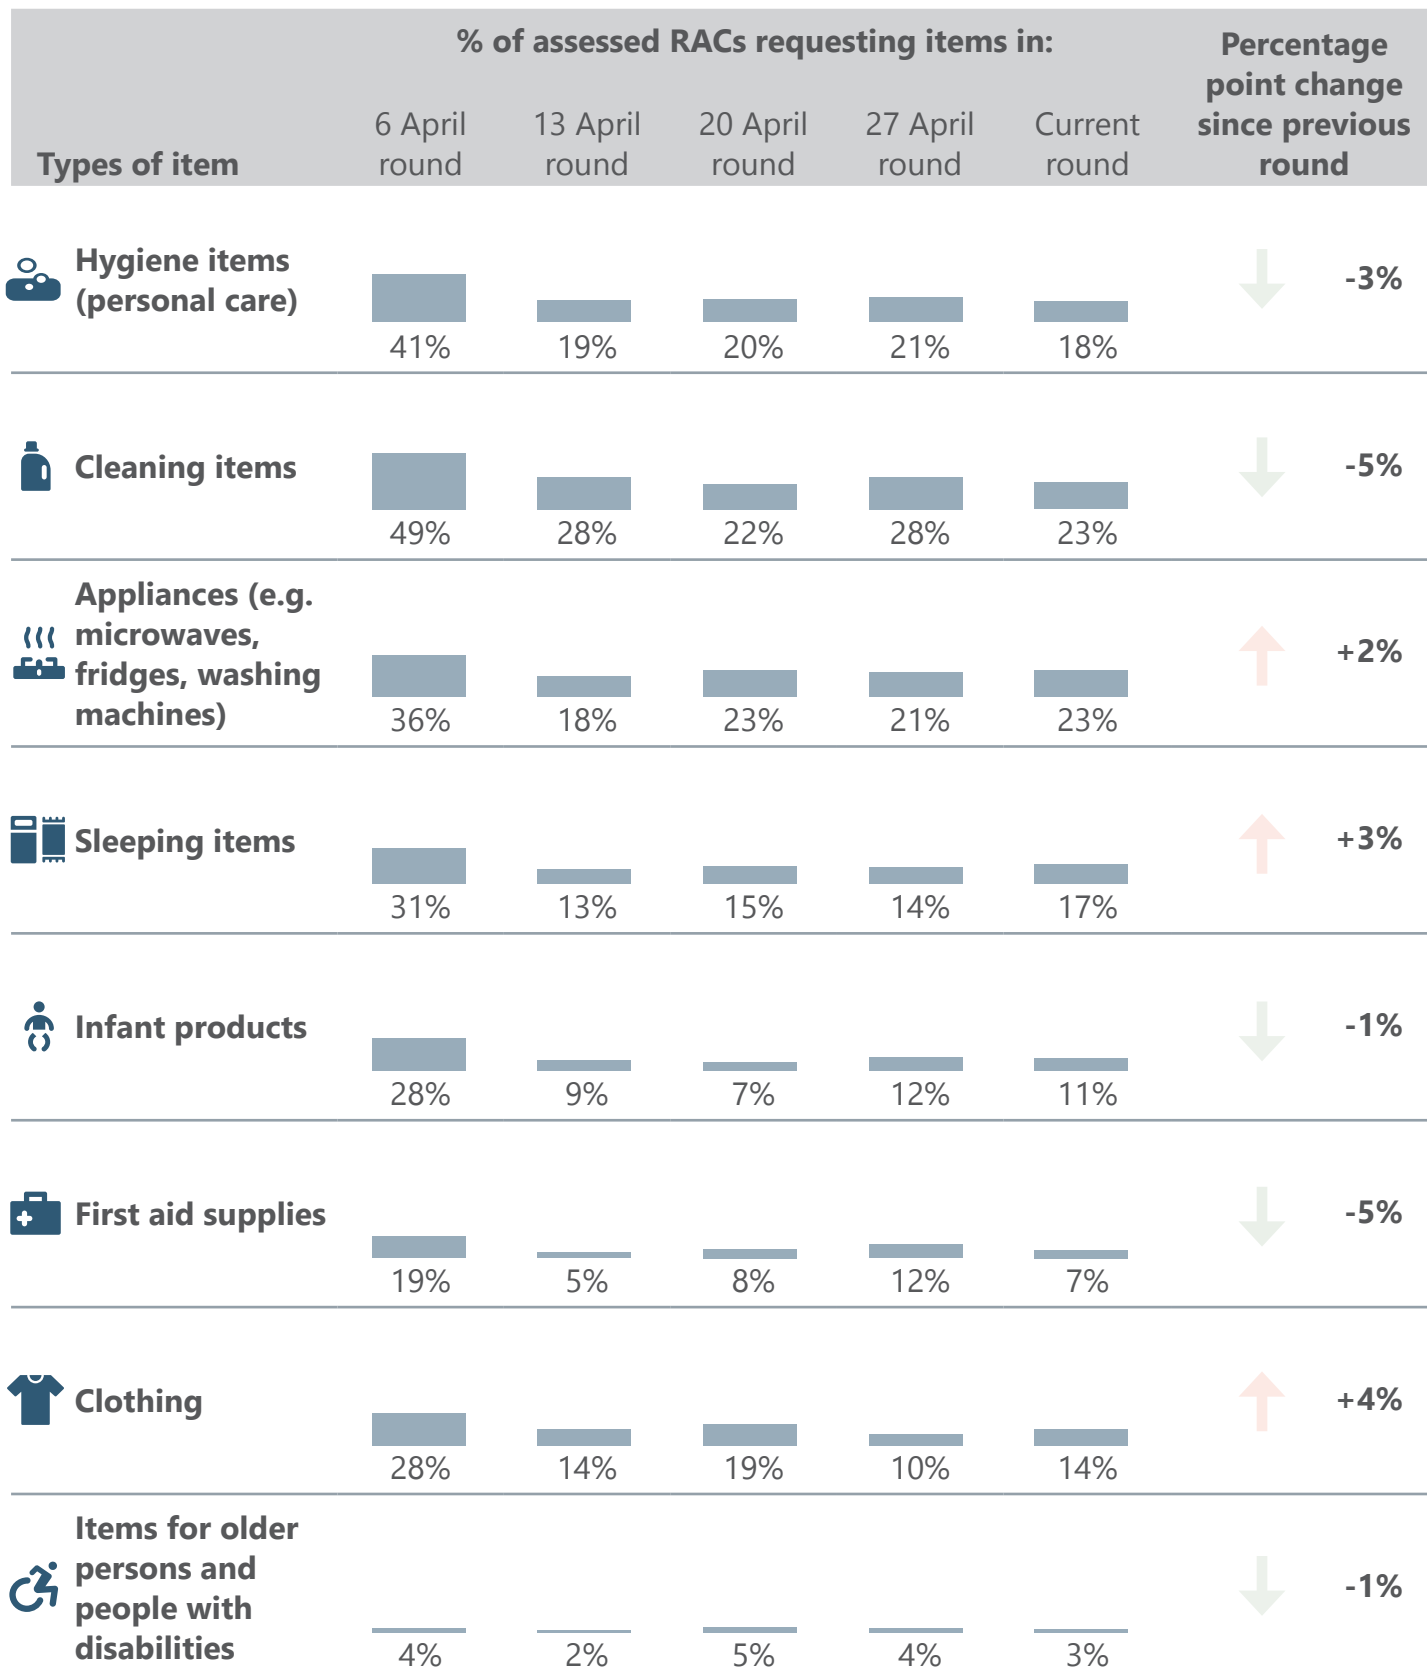 % of assessed RACs requesting items in:
Percentage
point change
since previous
round
Types of item
6 April
round
13 April
round
20 April
round
27 April
round
Current
round
Hygiene items
(personal care)
41% 19% 20% 21% 18%
-3%
Cleaning items
49% 28% 22% 28% 23%
-5%
Appliances (e.g.
microwaves,
fridges, washing
machines)
36% 18% 23% 21% 23%
+2%
Sleeping items
31% 13% 15% 14% 17%
+3%
Infant products
28% 9% 7% 12% 11%
-1%
First aid supplies
19% 5% 8% 12% 7%
-5%
Clothing
28% 14% 19% 10% 14%
+4%
Items for older
persons and
people with
disabilities
4% 2% 5% 4% 3%
-1%